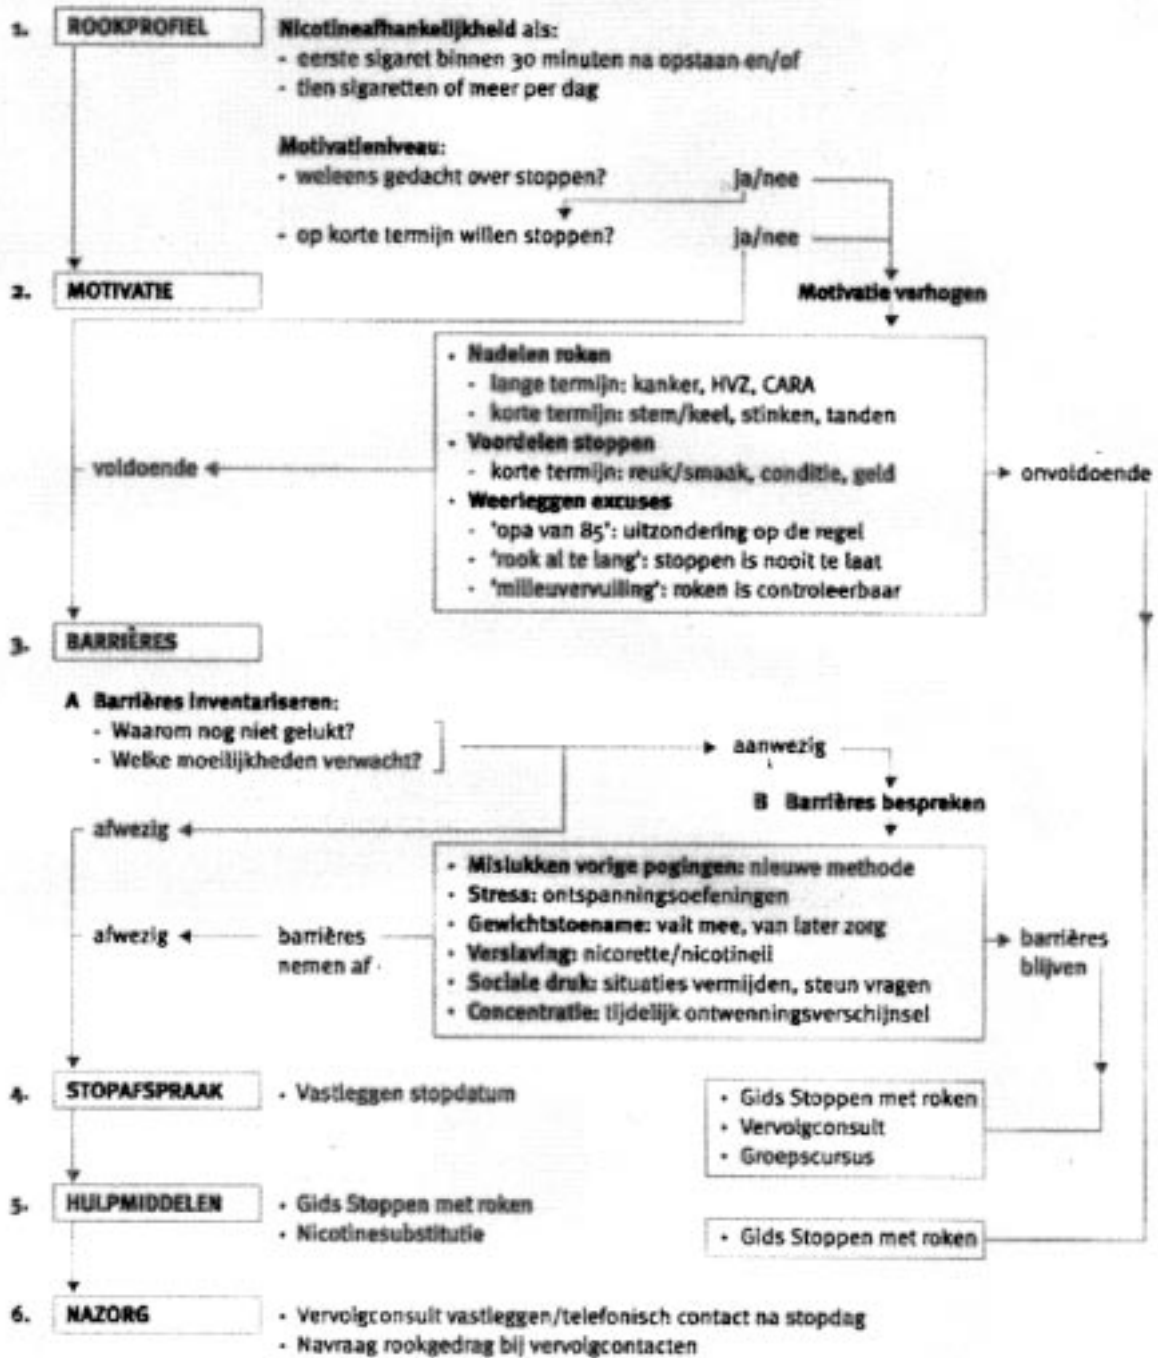 1. ROOKPROFIEL
Nicotineafhankelijkheid als:
- eerste sigaret binnen 30 minuten na opstaan en/of
- tien sigaretten of meer per dag
Motivatieniveau:
- weleens gedacht over stoppen? ja/nee
- op korte termijn willen stoppen? ja/nee
2. MOTIVATIE
Motivatie verhogen
• Nadelen roken
- lange termijn: kanker, HVZ, CARA
- korte termijn: stem/keel, stinken, tanden
• Voordelen stoppen
- korte termijn: reuk/smaak, conditie, geld
• Weerleggen excuses
- 'opa van 85': uitzondering op de regel
- 'rook al te lang': stoppen is nooit te laat
- 'milieuvervuiling': roken is controleerbaar
voldoende
onvoldoende
3. BARRIÈRES
A Barrières inventariseren:
- Waarom nog niet gelukt?
- Welke moeilijkheden verwacht?
aanwezig
B Barrières bespreken
afwezig
• Mislukken vorige pogingen: nieuwe methode
• Stress: ontspanningsoefeningen
• Gewichtstoename: valt mee, van later zorg
• Verslaving: nicorette/nicotinell
• Sociale druk: situaties vermijden, steun vragen
• Concentratie: tijdelijk ontwenningsverschijnsel
afwezig
barrières
nemen af
barrières
blijven
4. STOPAFSPRAAK
• Vastleggen stopdatum
• Gids Stoppen met roken
• Vervolgconsult
• Groepscursus
5. HULPMIDDELEN
• Gids Stoppen met roken
• Nicotinesubstitutie
• Gids Stoppen met roken
6. NAZORG
• Vervolgconsult vastleggen/telefonisch contact na stopdag
• Navraag rookgedrag bij vervolgcontacten